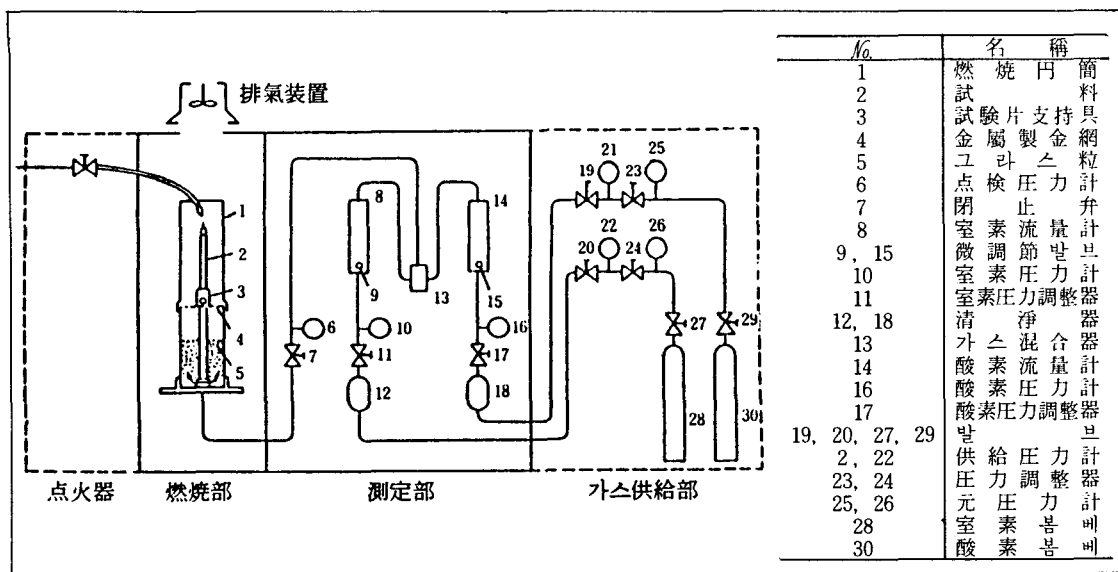 排氣装置
21 25
19 23
8 14
22 26
1
20 24
2
9 13 15
3
6 10 16 27 29
4 7 11 17
5 12 18 28 30
点火器 燃焼部 測定部 가스供給部
No. 名 稱
1 燃 焼 円 簡
2 試 料
3 試験片支持具
4 金屬製金網
5 그 라 스 粒
6 点検圧力計
7 閉 止 弁
8 窒素流量計
9, 15 微調節발브
10 窒素圧力計
11 窒素圧力調整器
12, 18 清 淨 器
13 가스混合器
14 酸素流量計
16 酸素圧力計
17 酸素圧力調整器
19, 20, 27, 29 발 브
2, 22 供給圧力計
23, 24 圧力調整器
25, 26 元 圧 力 計
28 窒 素 봄 베
30 酸 素 봄 베